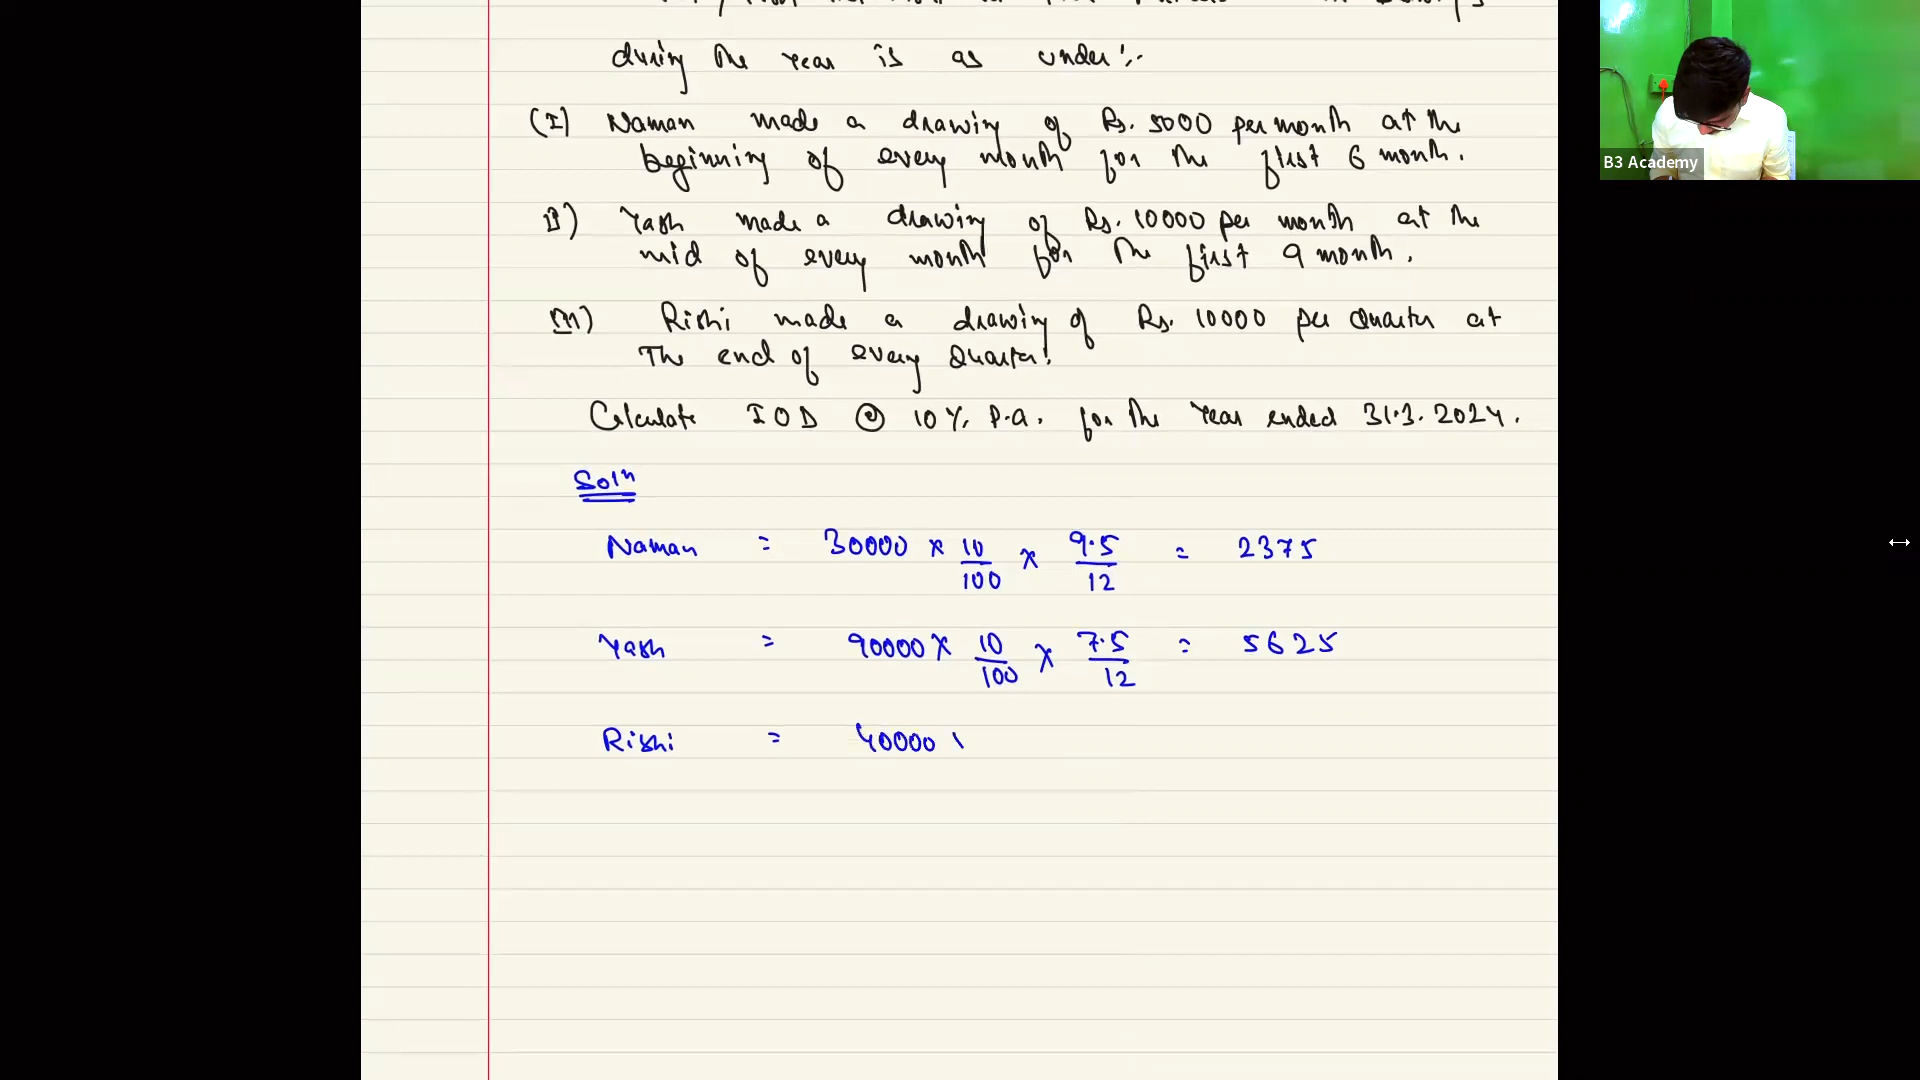 during the Year is as under :-
(I) Naman made a drawing of Rs. 5000 per month at the
beginning of every month for the first 6 month.
II) Yash made a drawing of Rs. 10000 per month at the
mid of every month for the first 9 month.
III) Rishi made a drawing of Rs. 10000 per Quarter at
The end of every Quarter.
Calculate IOD @ 10% P.a. for the Year ended 31.3.2024.
Soln
Naman = 30000 x 10/100 x 9.5/12 = 2375
Yash = 90000 x 10/100 x 7.5/12 = 5625
Rishi = 40000
B3 Academy